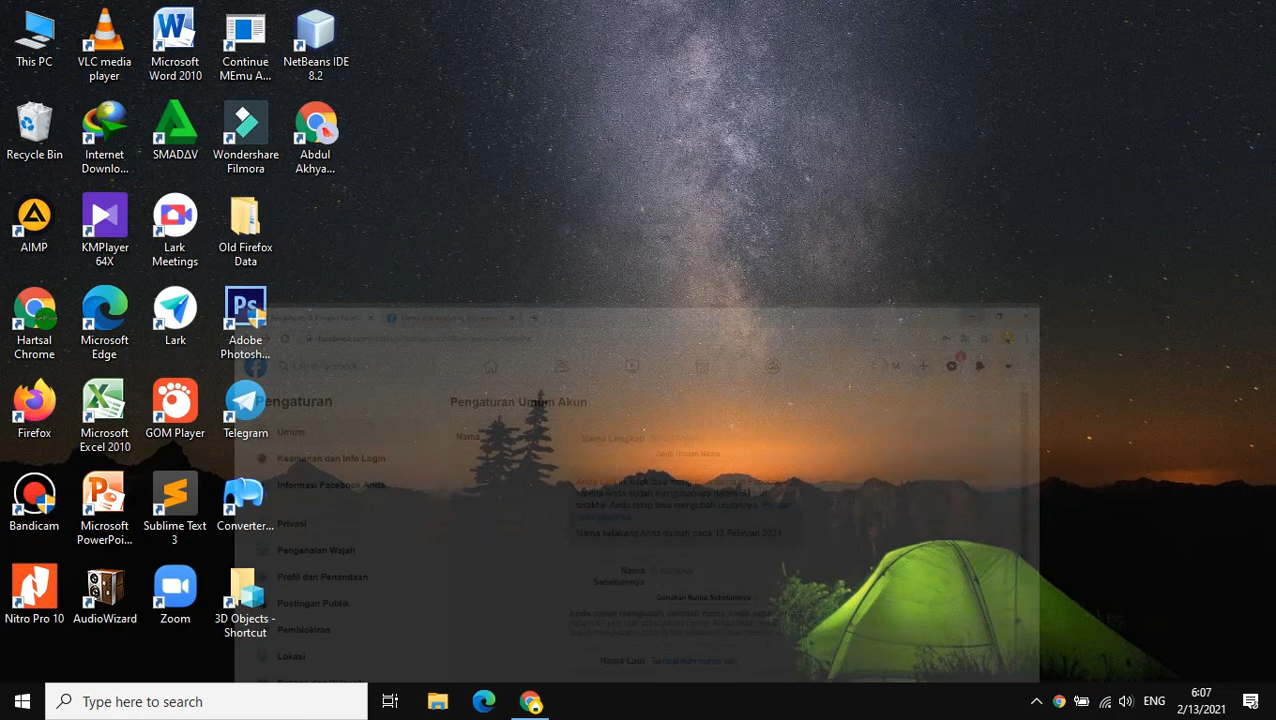 This PC
VLC media
player
Microsoft
Word 2010
Continue
MEmu A...
NetBeans IDE
8.2
Recycle Bin
Internet
Downlo...
SMADΔV
Wondershare
Filmora
Abdul
Akhya...
AIMP
KMPlayer
64X
Lark
Meetings
Old Firefox
Data
Hartsal
Chrome
Microsoft
Edge
Lark
Ps
Adobe
Photosh...
Firefox
Microsoft
Excel 2010
GOM Player
Telegram
Bandicam
Microsoft
PowerPoi...
Sublime Text
3
Converter...
Nitro Pro 10
AudioWizard
Zoom
3D Objects -
Shortcut
Pengaturan
Umum
Keamanan dan Info Login
Informasi Facebook Anda
Privasi
Pengenalan Wajah
Profil dan Penandaan
Postingan Publik
Pemblokiran
Lokasi
Pengaturan Umum Akun
Nama
Nama Lengkap
Nama belakang Anda diubah pada 12 Februari 2021
Nama
Sebelumnya
Gunakan Nama Sebelumnya
Nama Lain
Type here to search
ENG
6:07
2/13/2021